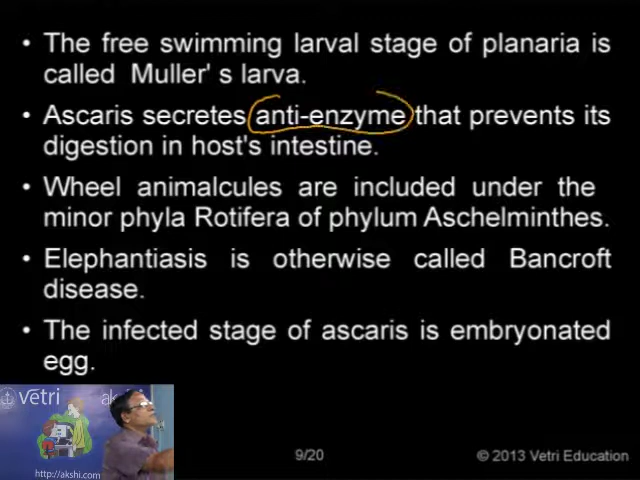 • The free swimming larval stage of planaria is
called Muller' s larva.
• Ascaris secretes anti-enzyme that prevents its
digestion in host's intestine.
• Wheel animalcules are included under the
minor phyla Rotifera of phylum Aschelminthes.
• Elephantiasis is otherwise called Bancroft
disease.
• The infected stage of ascaris is embryonated
egg.
vetri ak
http://akshi.com
9/20
© 2013 Vetri Education